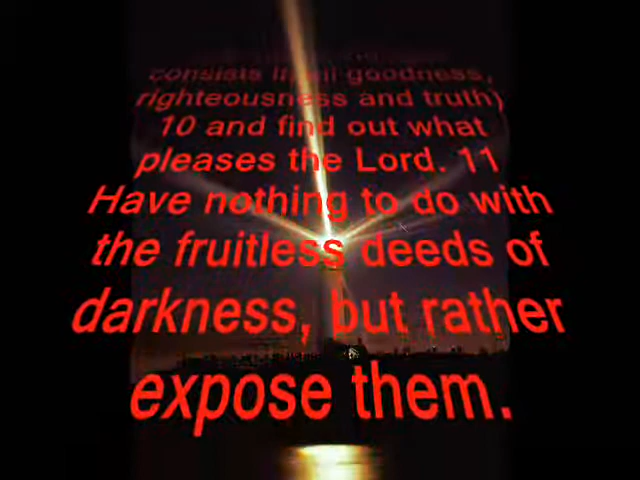 consists in all goodness,
righteousness and truth)
10 and find out what
pleases the Lord. 11
Have nothing to do with
the fruitless deeds of
darkness, but rather
expose them.